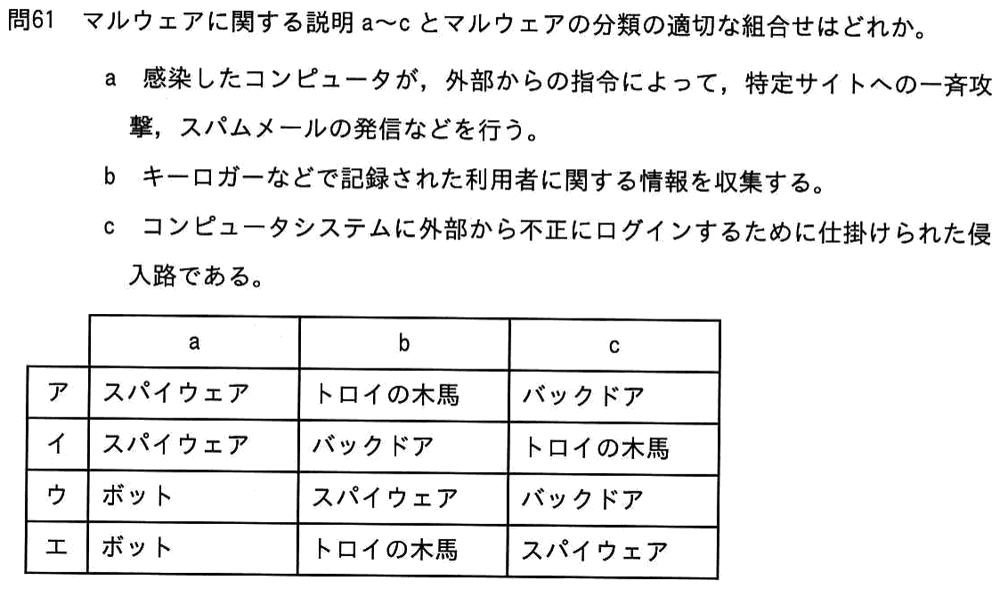 問61 マルウェアに関する説明 a～c とマルウェアの分類の適切な組合せはどれか。
a 感染したコンピュータが，外部からの指令によって，特定サイトへの一斉攻
撃，スパムメールの発信などを行う。
b キーロガーなどで記録された利用者に関する情報を収集する。
c コンピュータシステムに外部から不正にログインするために仕掛けられた侵
入路である。
a b c
ア スパイウェア トロイの木馬 バックドア
イ スパイウェア バックドア トロイの木馬
ウ ボット スパイウェア バックドア
エ ボット トロイの木馬 スパイウェア